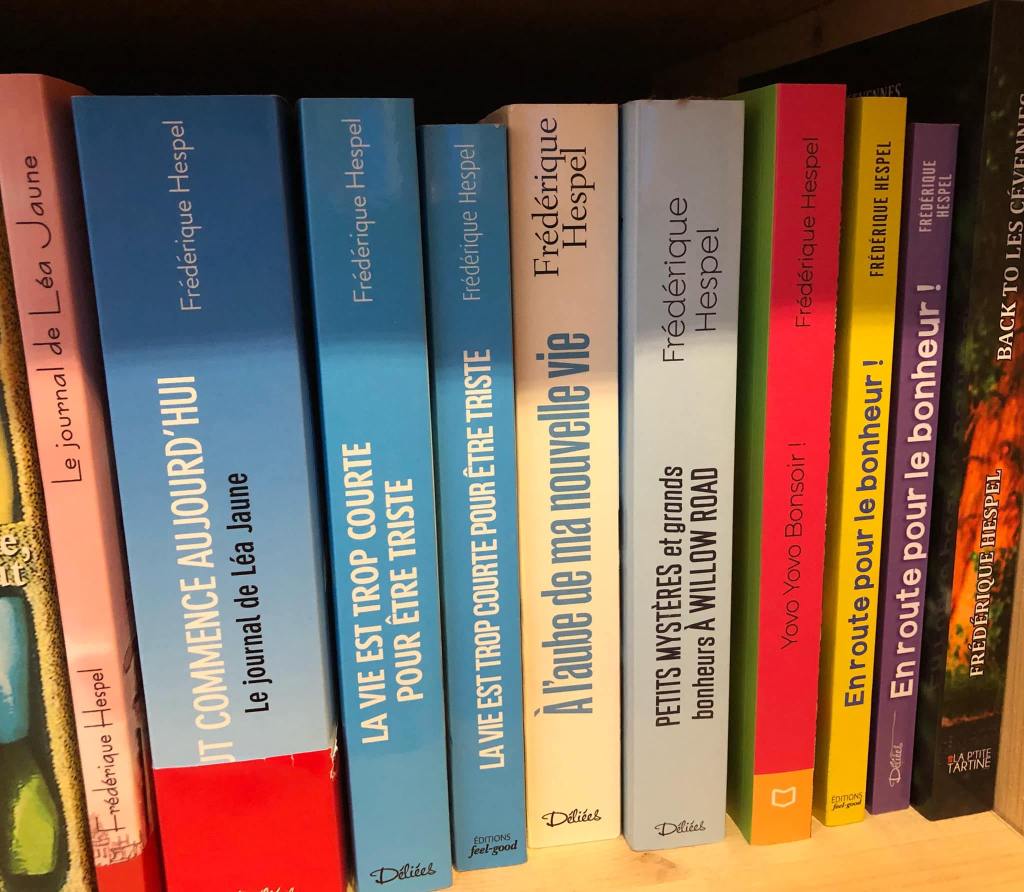 Le journal de Léa Jaune
Frédérique Hespel
UT COMMENCE AUJOURD'HUI
Le journal de Léa Jaune
Frédérique Hespel
LA VIE EST TROP COURTE
POUR ÊTRE TRISTE
Frédérique Hespel
Déliées
LA VIE EST TROP COURTE POUR ÊTRE TRISTE
Frédérique Hespel
ÉDITIONS
feel-good
À l'aube de ma nouvelle vie
Frédérique
Hespel
Déliées
PETITS MYSTÈRES et grands
bonheurs À WILLOW ROAD
Frédérique
Hespel
Déliées
Yovo Yovo Bonsoir !
Frédérique Hespel
En route pour le bonheur !
FRÉDÉRIQUE HESPEL
ÉDITIONS
feel-good
En route pour le bonheur !
FRÉDÉRIQUE
HESPEL
Déliées
BACK TO LES CÉVENNES
FRÉDÉRIQUE HESPEL
LA P'TITE
TARTINE